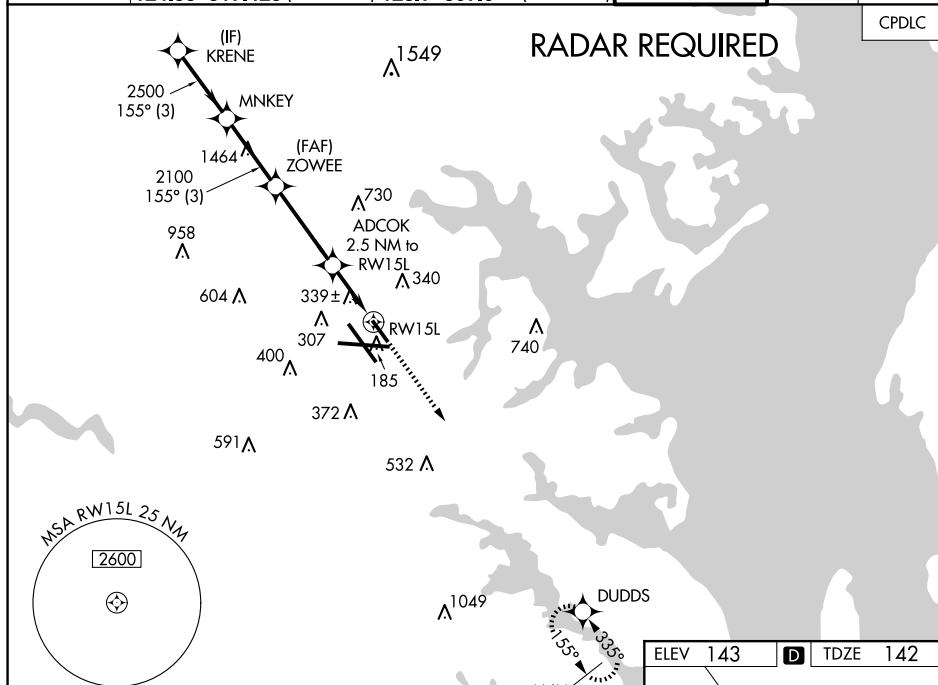 CPDLC
RADAR REQUIRED
(IF)
KRENE
1549
2500
155° (3)
MNKEY
1464
(FAF)
ZOWEE
2100
155° (3)
730
ADCOK
2.5 NM to
RW15L
958
340
604
339±
307
RW15L
740
400
185
372
591
532
MSA RW15L 25 NM
2600
1049
DUDDS
155°
335°
ELEV 143
D
TDZE 142